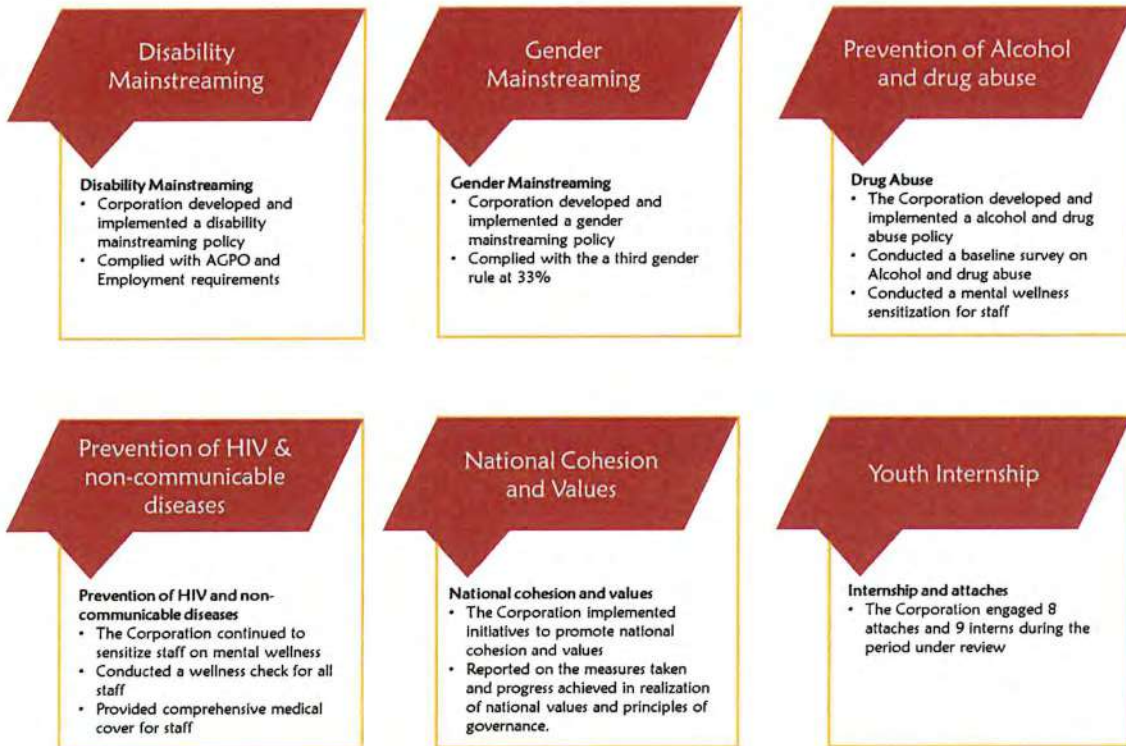 Disability
Mainstreaming
Disability Mainstreaming
• Corporation developed and
implemented a disability
mainstreaming policy
• Complied with AGPO and
Employment requirements
Gender
Mainstreaming
Gender Mainstreaming
• Corporation developed and
implemented a gender
mainstreaming policy
• Complied with the a third gender
rule at 33%
Prevention of Alcohol
and drug abuse
Drug Abuse
• The Corporation developed and
implemented a alcohol and drug
abuse policy
• Conducted a baseline survey on
Alcohol and drug abuse
• Conducted a mental wellness
sensitization for staff
Prevention of HIV &
non-communicable
diseases
Prevention of HIV and non-
communicable diseases
• The Corporation continued to
sensitize staff on mental wellness
• Conducted a wellness check for all
staff
• Provided comprehensive medical
cover for staff
National Cohesion
and Values
National cohesion and values
• The Corporation implemented
initiatives to promote national
cohesion and values
• Reported on the measures taken
and progress achieved in realization
of national values and principles of
governance.
Youth Internship
Internship and attaches
• The Corporation engaged 8
attaches and 9 interns during the
period under review